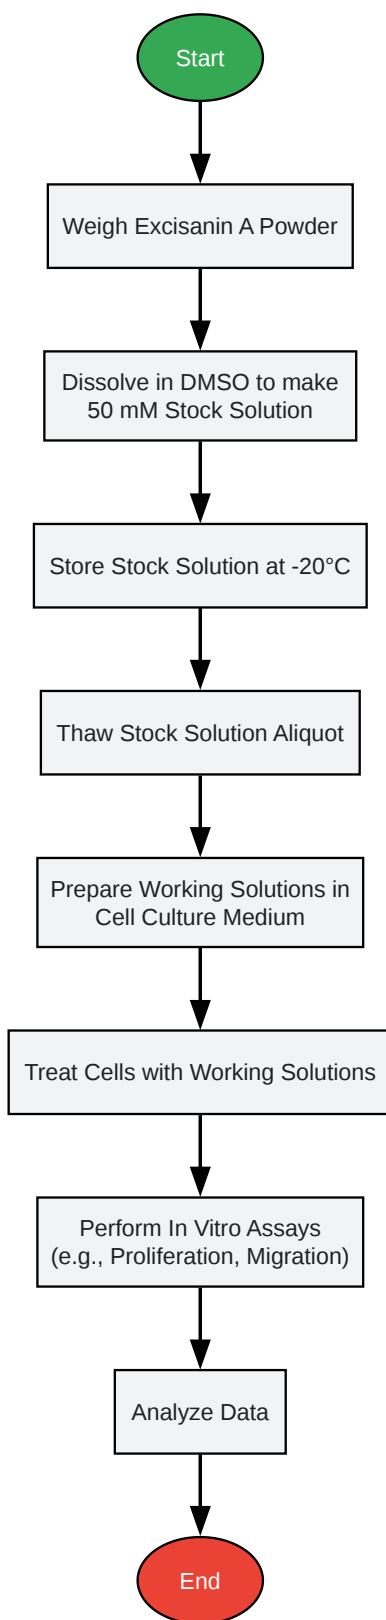 Start
Weigh Excisanin A Powder
Dissolve in DMSO to make
50 mM Stock Solution
Store Stock Solution at -20°C
Thaw Stock Solution Aliquot
Prepare Working Solutions in
Cell Culture Medium
Treat Cells with Working Solutions
Perform In Vitro Assays
(e.g., Proliferation, Migration)
Analyze Data
End